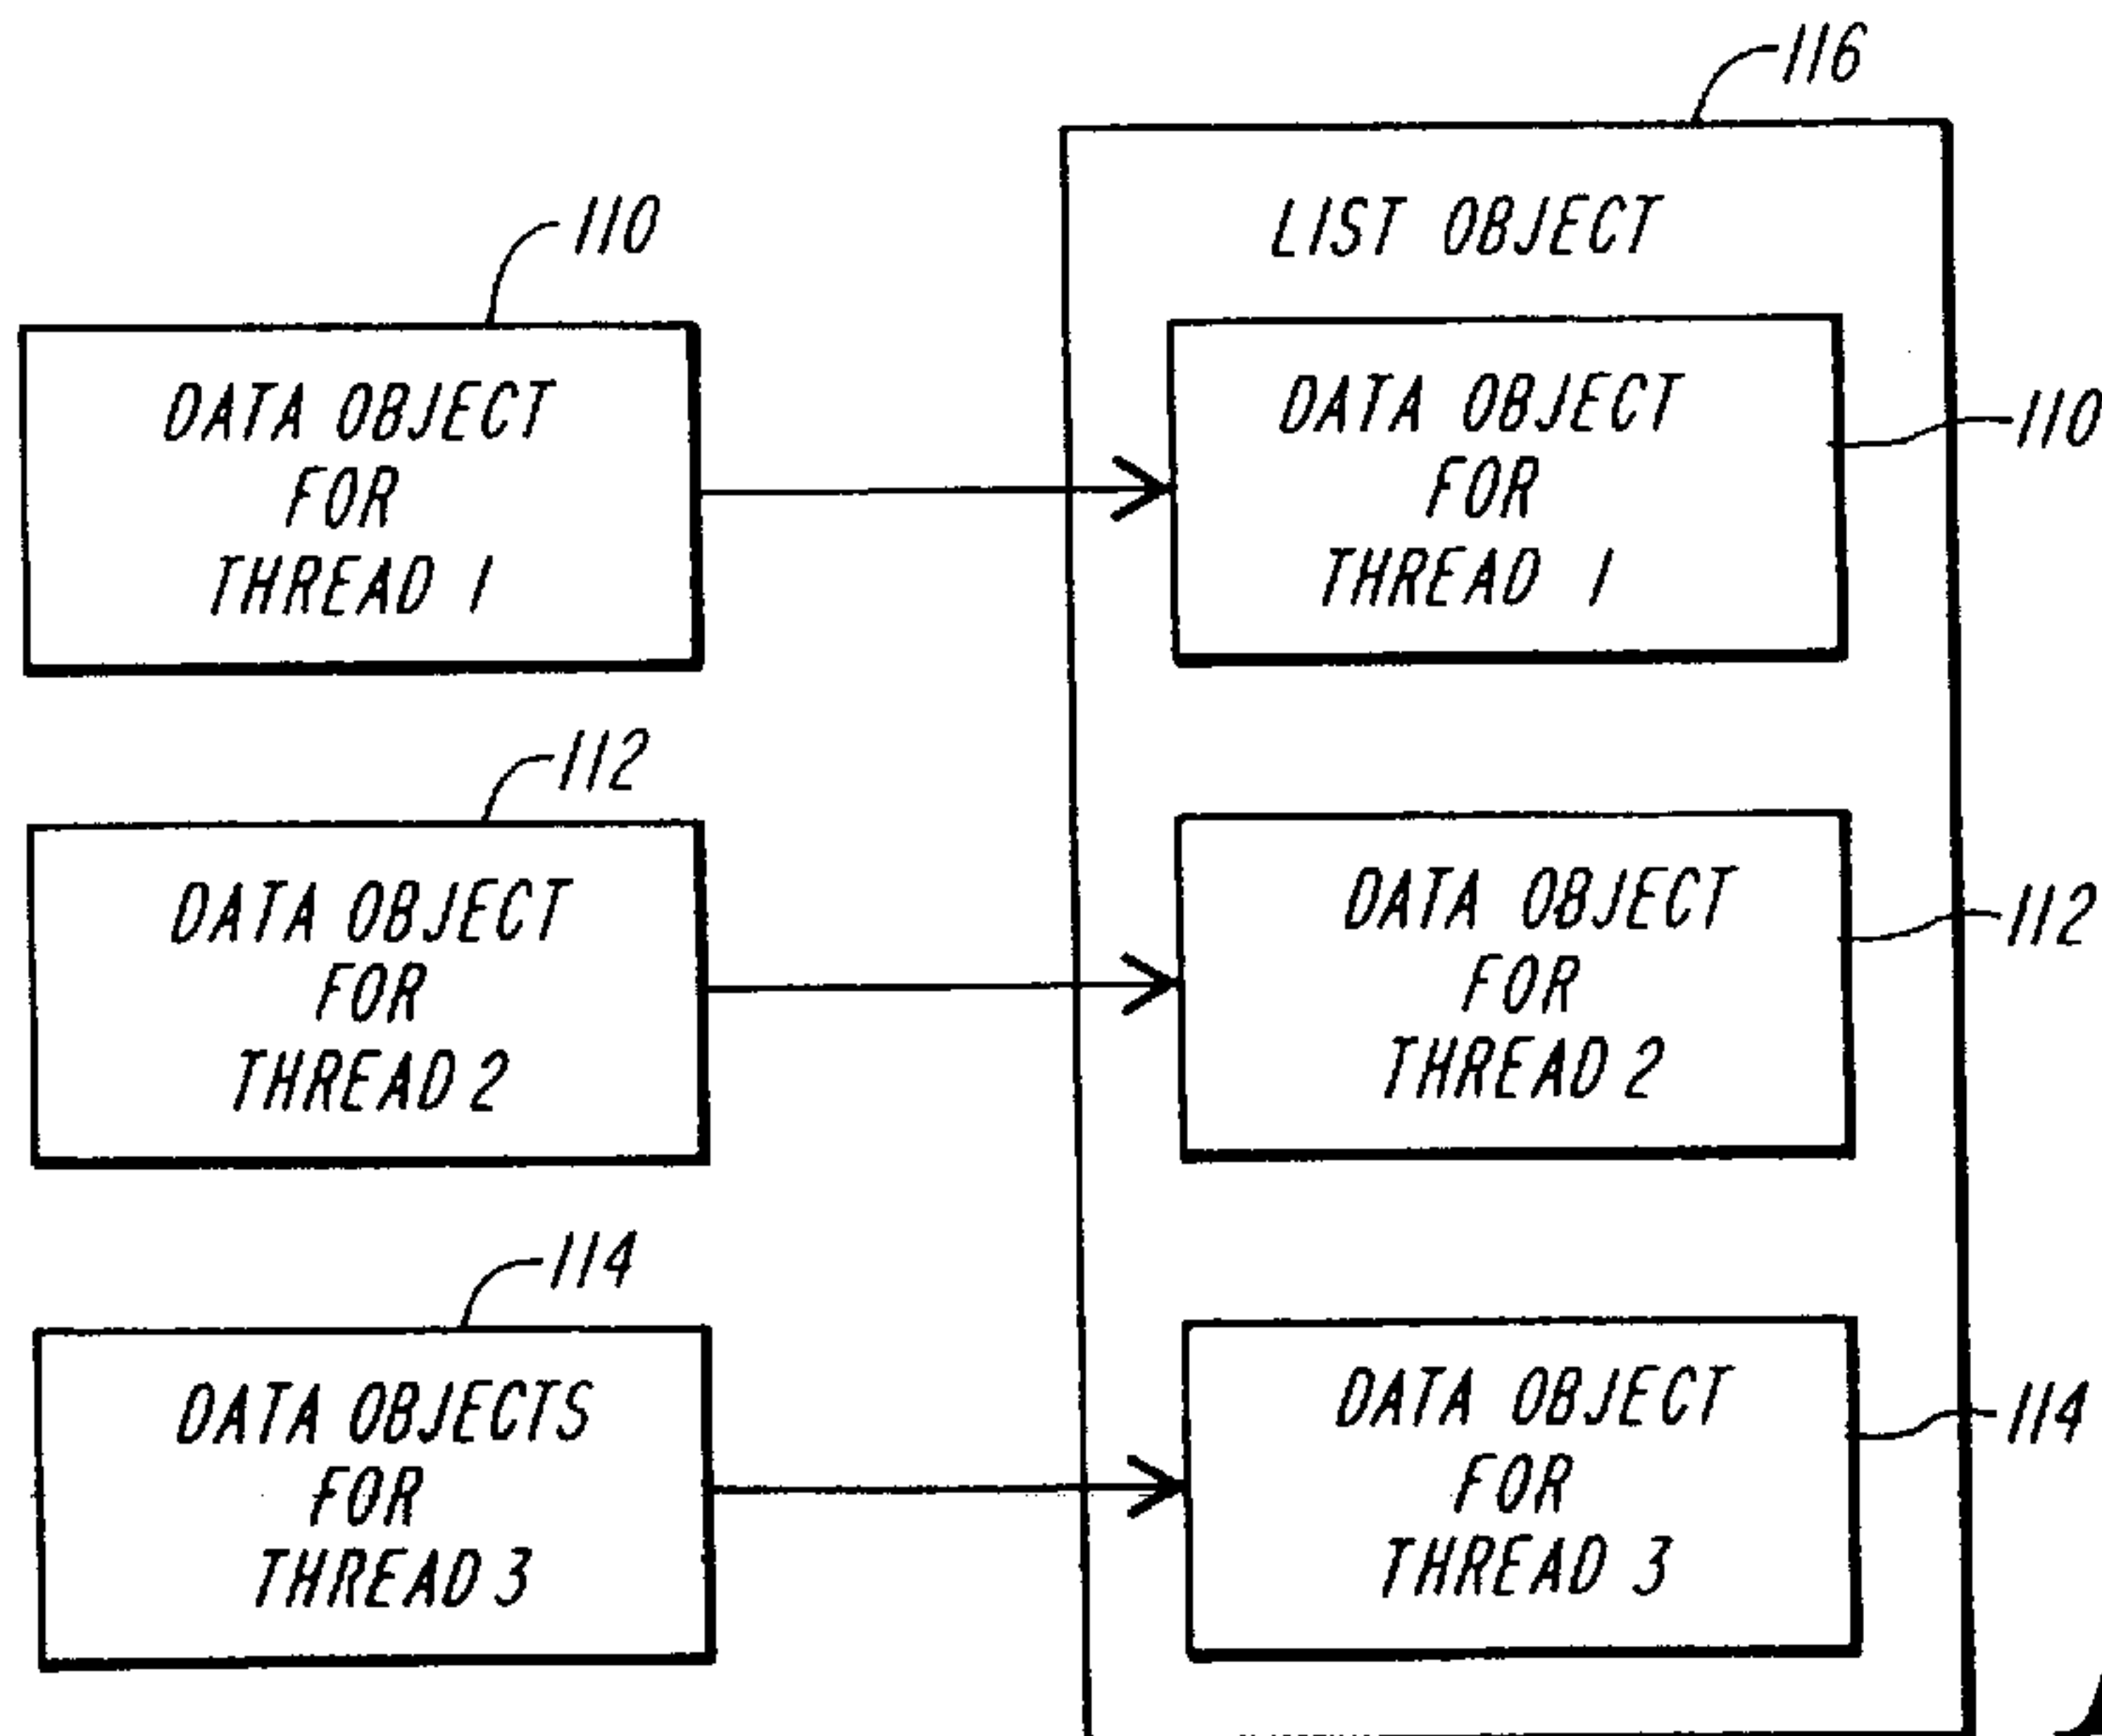 116
LIST OBJECT
110
DATA OBJECT
FOR
THREAD 1
DATA OBJECT
FOR
THREAD 1
110
112
DATA OBJECT
FOR
THREAD 2
DATA OBJECT
FOR
THREAD 2
112
114
DATA OBJECTS
FOR
THREAD 3
DATA OBJECT
FOR
THREAD 3
114